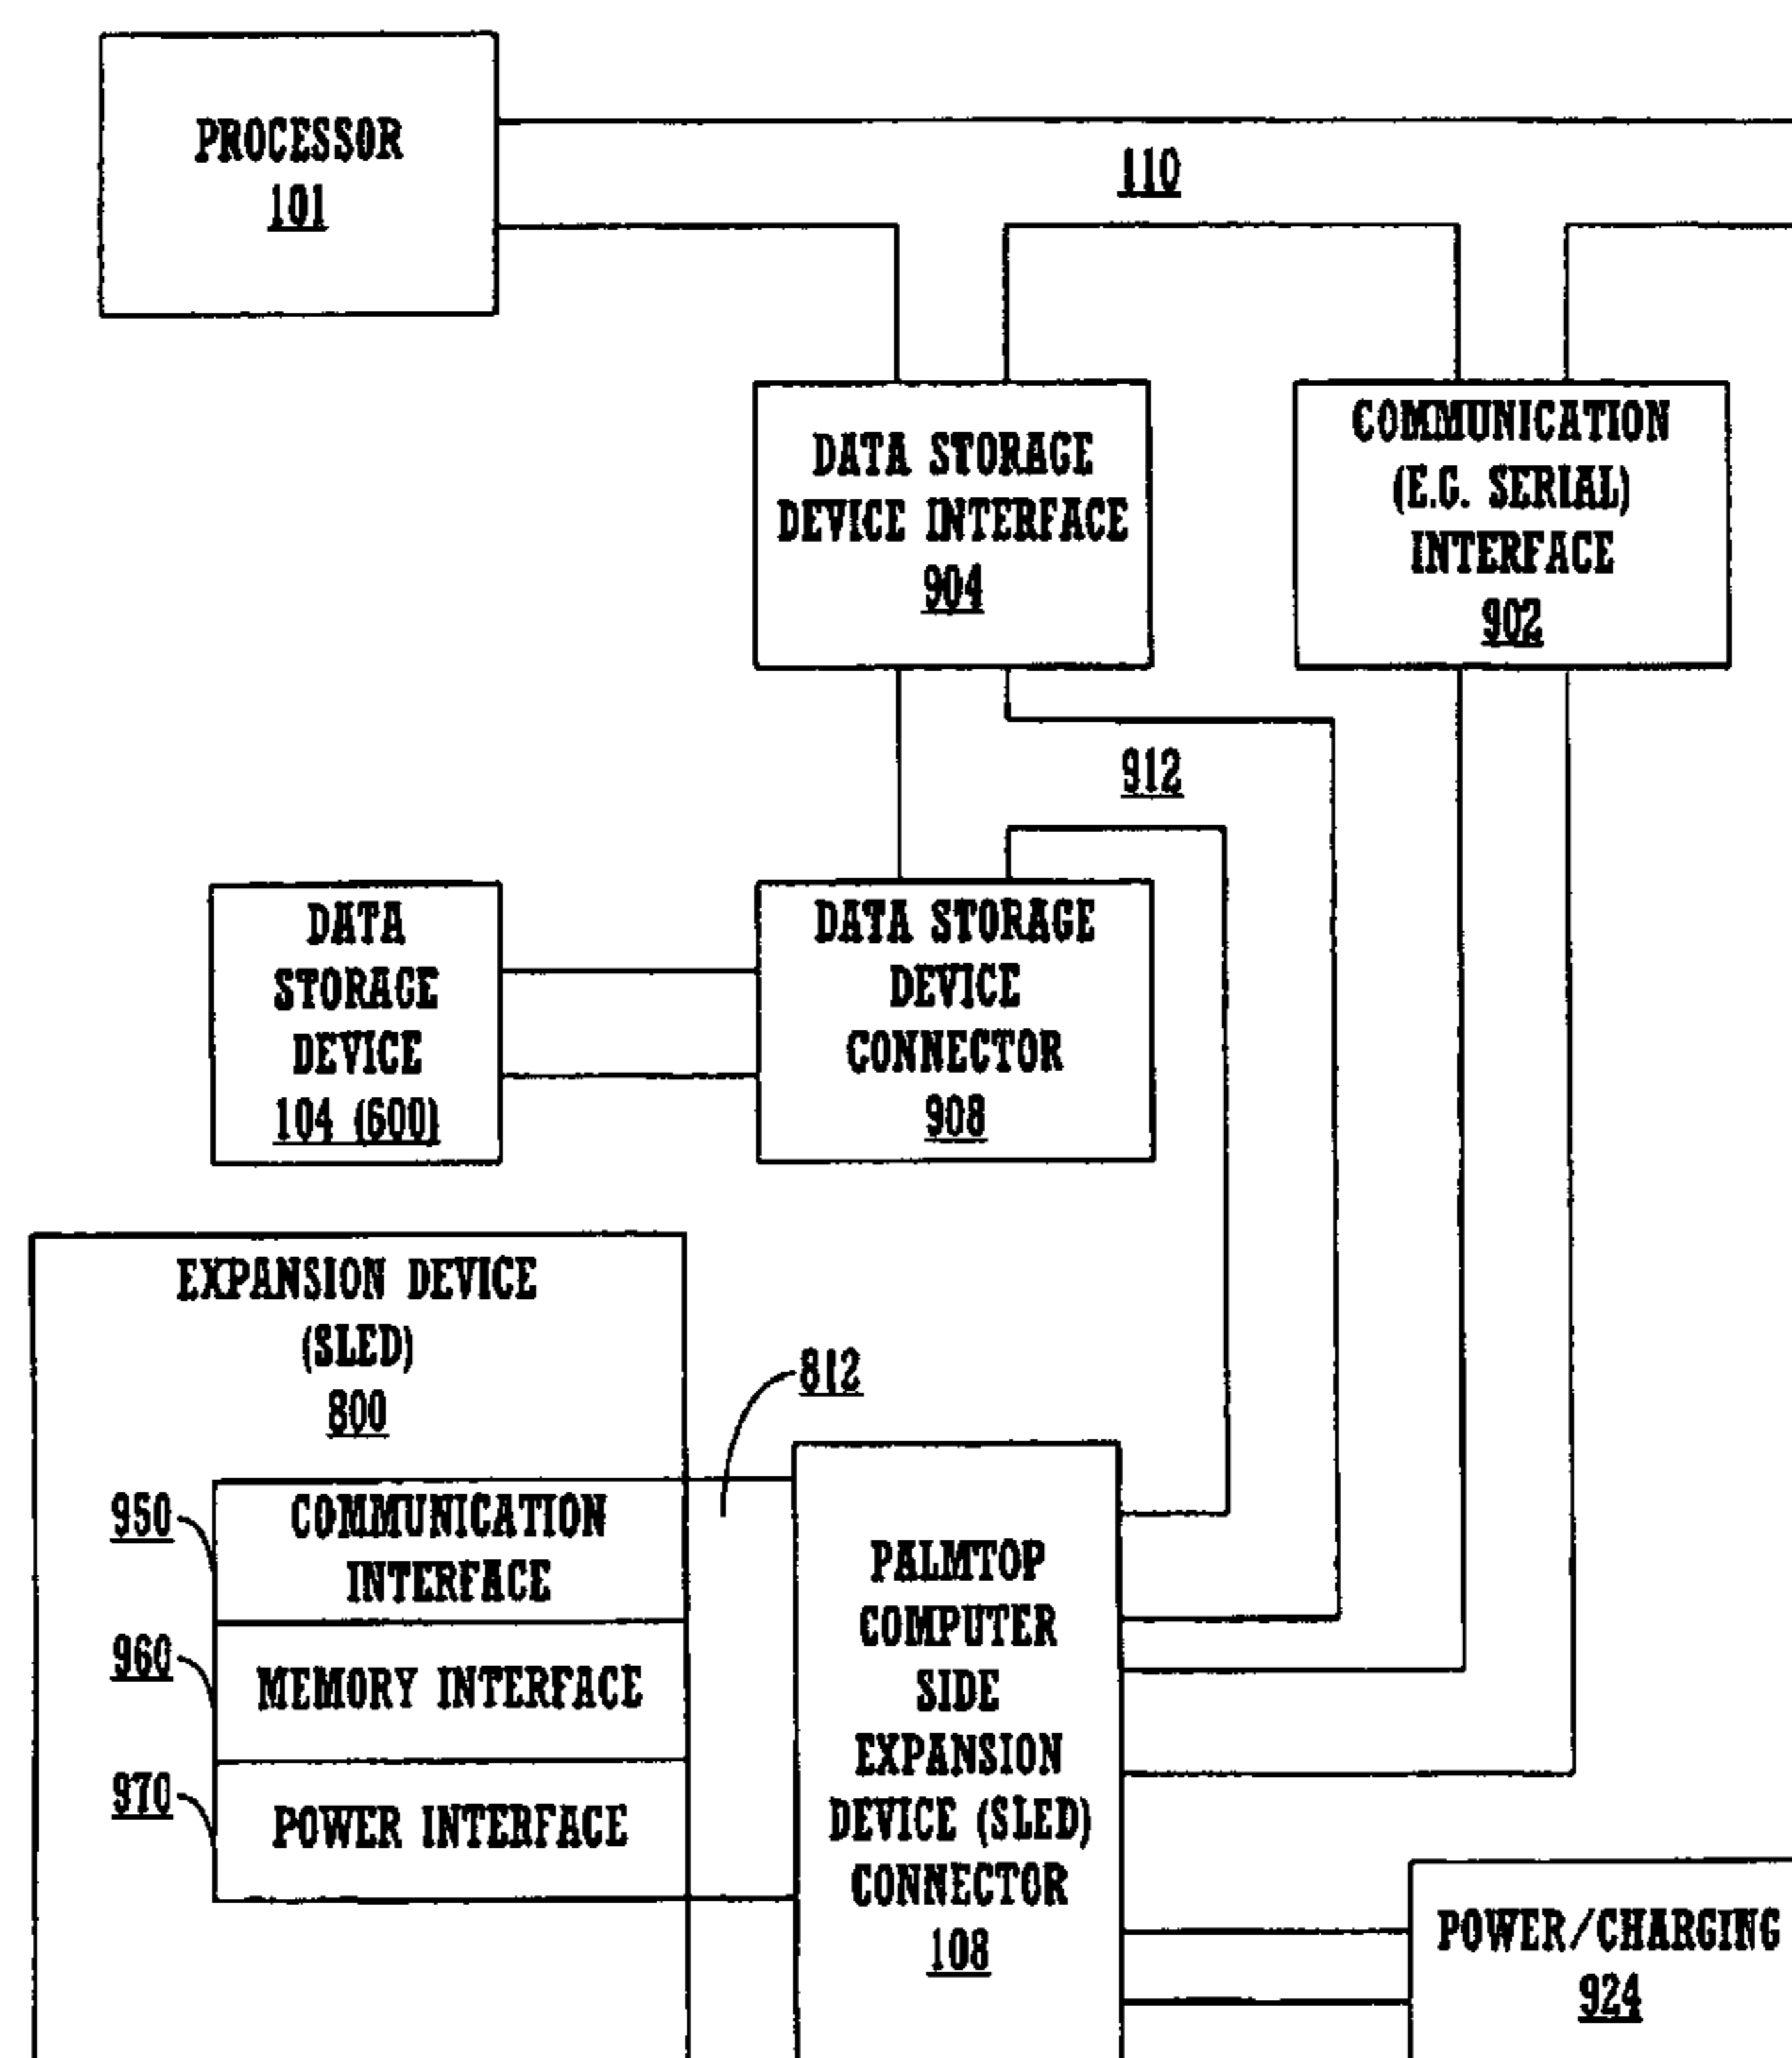 PROCESSOR
101
110
DATA STORAGE
DEVICE INTERFACE
904
COMMUNICATION
(E.G. SERIAL)
INTERFACE
902
912
DATA
STORAGE
DEVICE
104 (600)
DATA STORAGE
DEVICE
CONNECTOR
908
EXPANSION DEVICE
(SLED)
800
812
950
COMMUNICATION
INTERFACE
960
MEMORY INTERFACE
970
POWER INTERFACE
PALMTOP
COMPUTER
SIDE
EXPANSION
DEVICE (SLED)
CONNECTOR
108
POWER/CHARGING
924